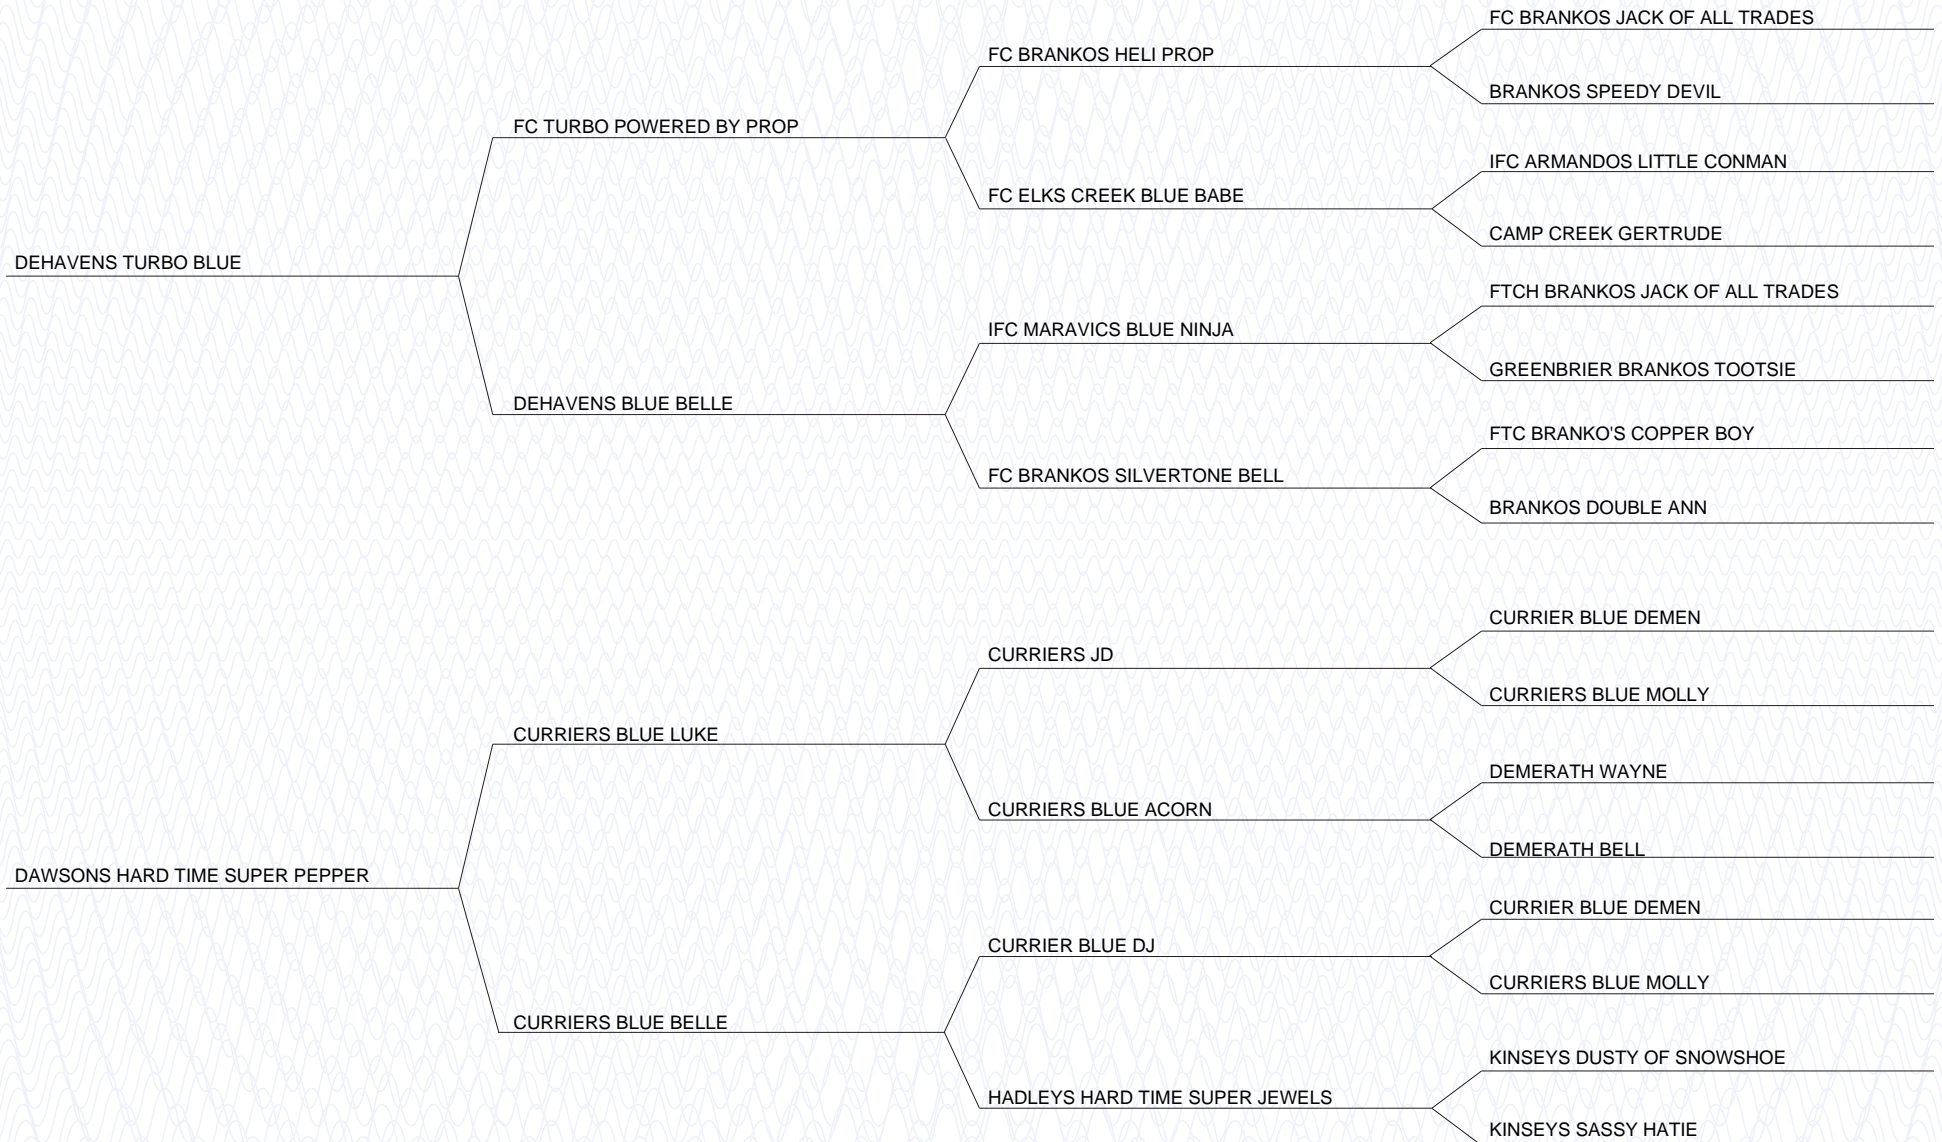 FC BRANKOS JACK OF ALL TRADES
FC BRANKOS HELI PROP
BRANKOS SPEEDY DEVIL
FC TURBO POWERED BY PROP
IFC ARMANDOS LITTLE CONMAN
FC ELKS CREEK BLUE BABE
CAMP CREEK GERTRUDE
DEHAVENS TURBO BLUE
FTCH BRANKOS JACK OF ALL TRADES
IFC MARAVICS BLUE NINJA
GREENBRIER BRANKOS TOOTSIE
DEHAVENS BLUE BELLE
FTC BRANKO'S COPPER BOY
FC BRANKOS SILVERTONE BELL
BRANKOS DOUBLE ANN
CURRIER BLUE DEMEN
CURRIERS JD
CURRIERS BLUE MOLLY
CURRIERS BLUE LUKE
DEMERATH WAYNE
CURRIERS BLUE ACORN
DEMERATH BELL
DAWSONS HARD TIME SUPER PEPPER
CURRIER BLUE DEMEN
CURRIER BLUE DJ
CURRIERS BLUE MOLLY
CURRIERS BLUE BELLE
KINSEYS DUSTY OF SNOWSHOE
HADLEYS HARD TIME SUPER JEWELS
KINSEYS SASSY HATIE